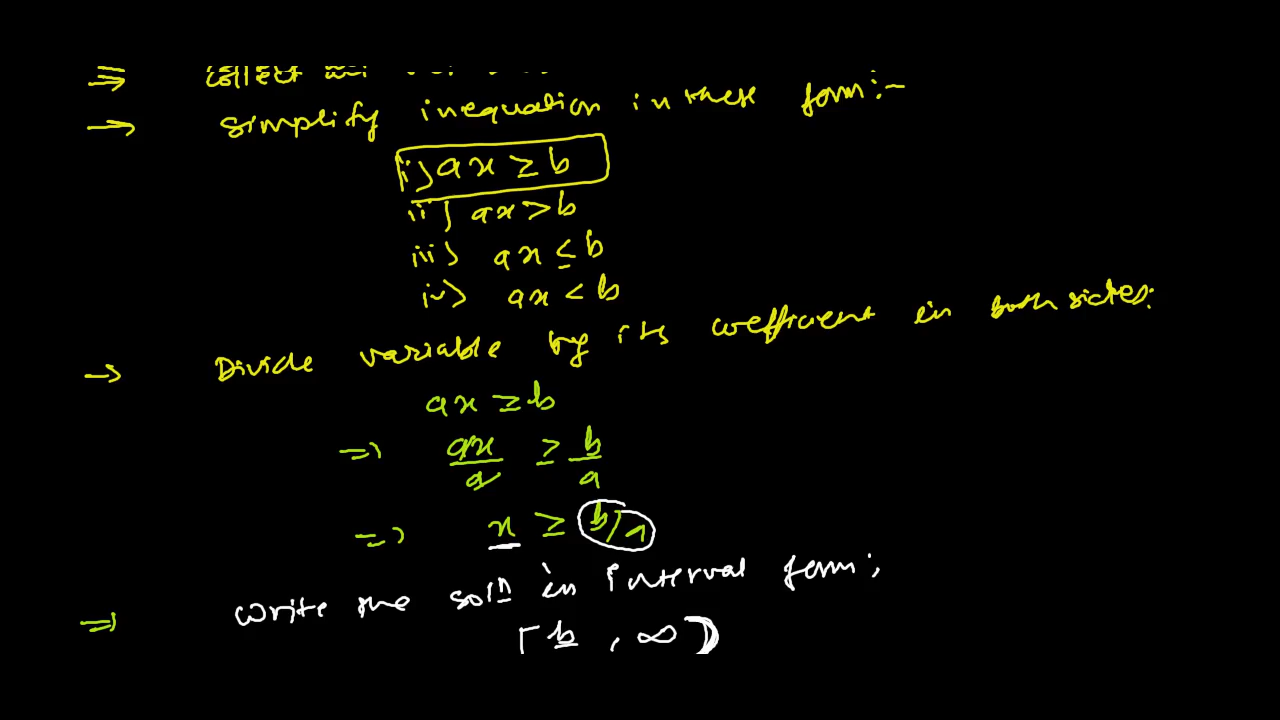 ⇒ collect
→ simplify inequation in these form:-
i) ax ≥ b
ii) ax > b
iii) ax ≤ b
iv) ax < b
→ Divide variable by its coefficient in both sides:
ax ≥ b
⇒ ax/a ≥ b/a
⇒ x ≥ b/a
⇒ write the solⁿ in interval form:
[b, ∞)